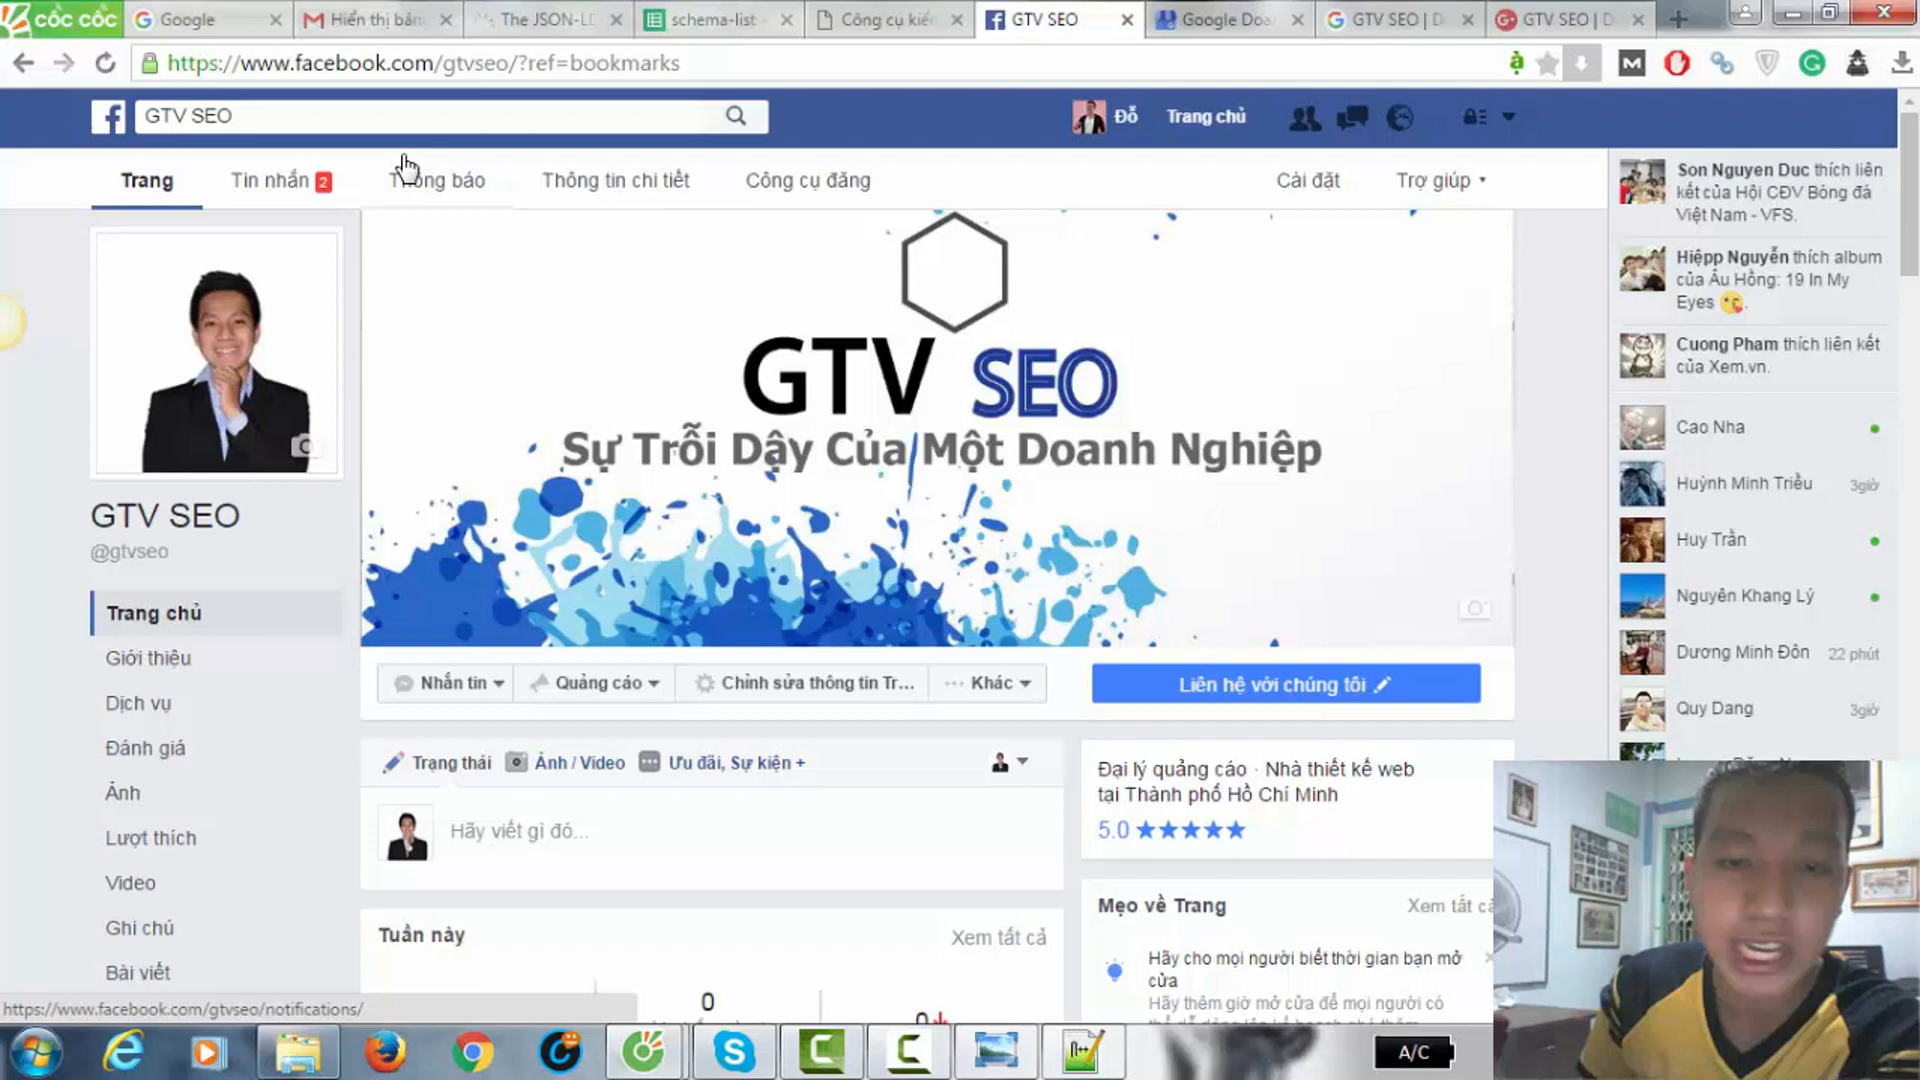 cốc cốc
Google
Hiển thị bản
The JSON-LD
schema-list
Công cụ kiểm
GTV SEO
Google Doa
GTV SEO | D
GTV SEO | D
https://www.facebook.com/gtvseo/?ref=bookmarks
GTV SEO
Đỗ
Trang chủ
Trang
Tin nhắn 2
Thông báo
Thông tin chi tiết
Công cụ đăng
Cài đặt
Trợ giúp
GTV SEO
Sự Trỗi Dậy Của Một Doanh Nghiệp
GTV SEO
@gtvseo
Trang chủ
Giới thiệu
Dịch vụ
Đánh giá
Ảnh
Lượt thích
Video
Ghi chú
Bài viết
Nhắn tin
Quảng cáo
Chỉnh sửa thông tin Tr...
Khác
Liên hệ với chúng tôi
Trạng thái
Ảnh / Video
Ưu đãi, Sự kiện +
Hãy viết gì đó...
Tuần này
Xem tất cả
0
Đại lý quảng cáo · Nhà thiết kế web
tại Thành phố Hồ Chí Minh
5.0
Mẹo về Trang
Xem tất cả
Hãy cho mọi người biết thời gian bạn mở
cửa
Hãy thêm giờ mở cửa để mọi người có
Son Nguyen Duc thích liên
kết của Hội CĐV Bóng đá
Việt Nam - VFS.
Hiệpp Nguyễn thích album
của Âu Hồng: 19 In My
Eyes
Cuong Pham thích liên kết
của Xem.vn.
Cao Nha
Huỳnh Minh Triều 3giờ
Huy Trần
Nguyên Khang Lý
Dương Minh Đôn 22 phút
Quy Dang 3giờ
https://www.facebook.com/gtvseo/notifications/
A/C